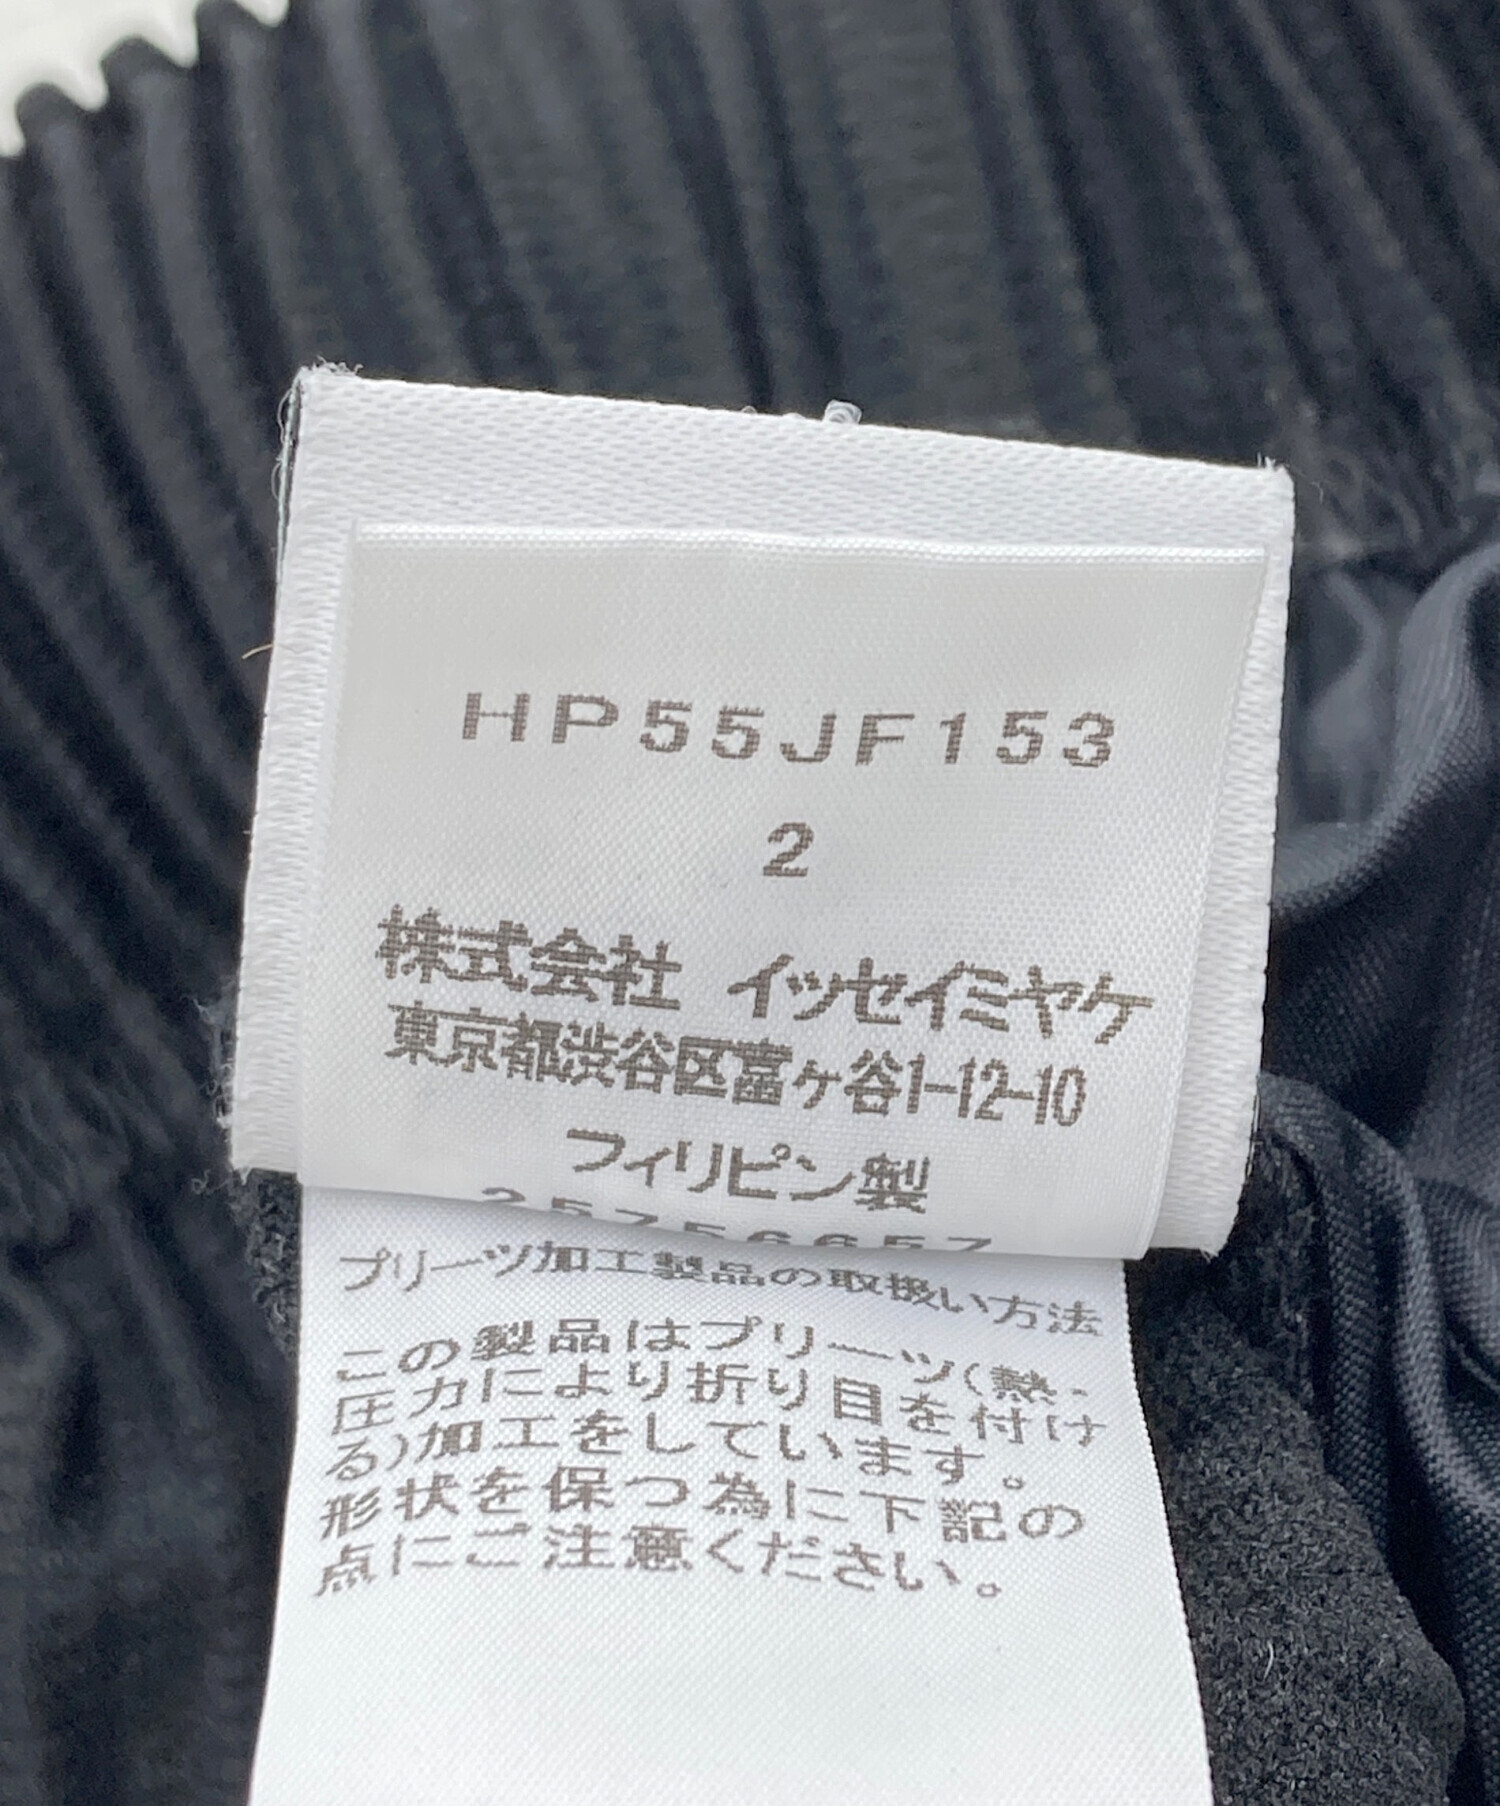 HP55JF153
2
株式会社 イッセイミヤケ
東京都渋谷区富ヶ谷1-12-10
フィリピン製
プリーツ加工製品の取扱い方法
この製品はプリーツ(熱・
圧力により折り目を付け
る)加工をしています。
形状を保つ為に下記の
点にご注意ください。